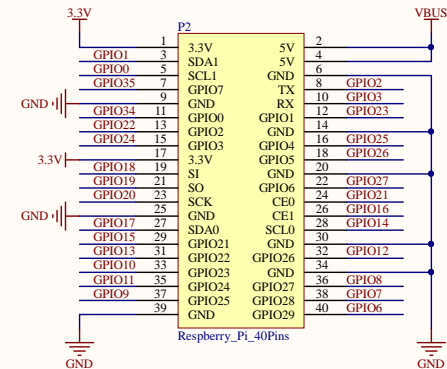 3.3V VBUS
P2
1 3.3V 5V 2
GPIO1 3 SDA1 5V 4
GPIO0 5 SCL1 GND 6
GPIO35 7 GPIO7 TX 8 GPIO2
GND 9 GND RX 10 GPIO3
GPIO34 11 GPIO0 GPIO1 12 GPIO23
GPIO22 13 GPIO2 GND 14
GPIO24 15 GPIO3 GPIO4 16 GPIO25
3.3V 17 3.3V GPIO5 18 GPIO26
GPIO18 19 SI GND 20
GPIO19 21 SO GPIO6 22 GPIO27
GPIO20 23 SCK CE0 24 GPIO21
GND 25 GND CE1 26 GPIO16
GPIO17 27 SDA0 SCL0 28 GPIO14
GPIO15 29 GPIO21 GND 30
GPIO13 31 GPIO22 GPIO26 32 GPIO12
GPIO10 33 GPIO23 GND 34
GPIO11 35 GPIO24 GPIO27 36 GPIO8
GPIO9 37 GPIO25 GPIO28 38 GPIO7
39 GND GPIO29 40 GPIO6
Respberry_Pi_40Pins
GND GND